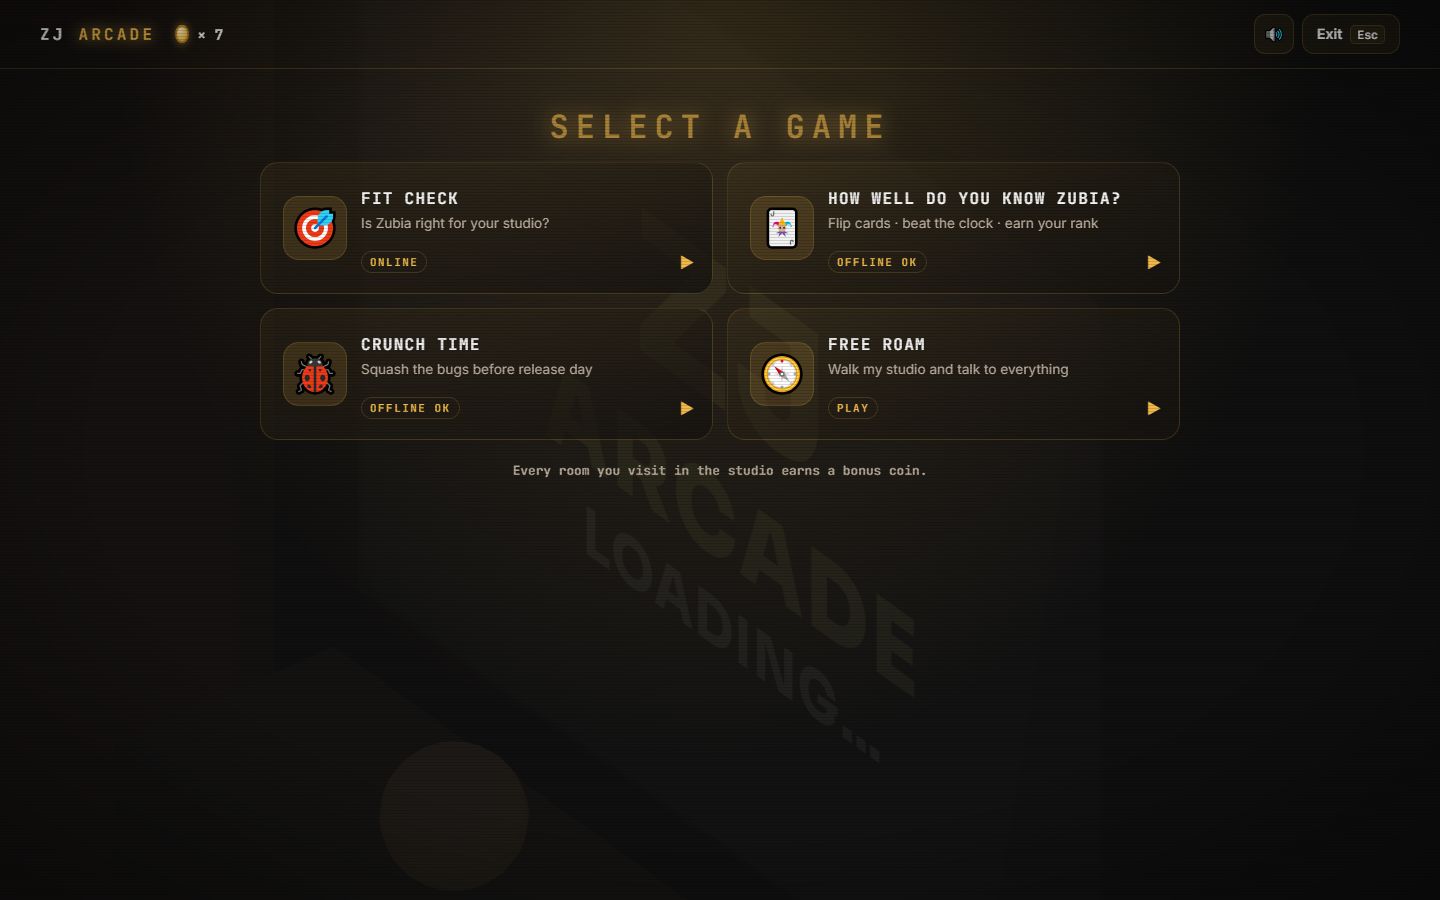 ZJ ARCADE × 7
🔊 Exit Esc
SELECT A GAME
FIT CHECK
Is Zubia right for your studio?
ONLINE
HOW WELL DO YOU KNOW ZUBIA?
Flip cards · beat the clock · earn your rank
OFFLINE OK
CRUNCH TIME
Squash the bugs before release day
OFFLINE OK
FREE ROAM
Walk my studio and talk to everything
PLAY
Every room you visit in the studio earns a bonus coin.
ZJ
ARCADE
LOADING...